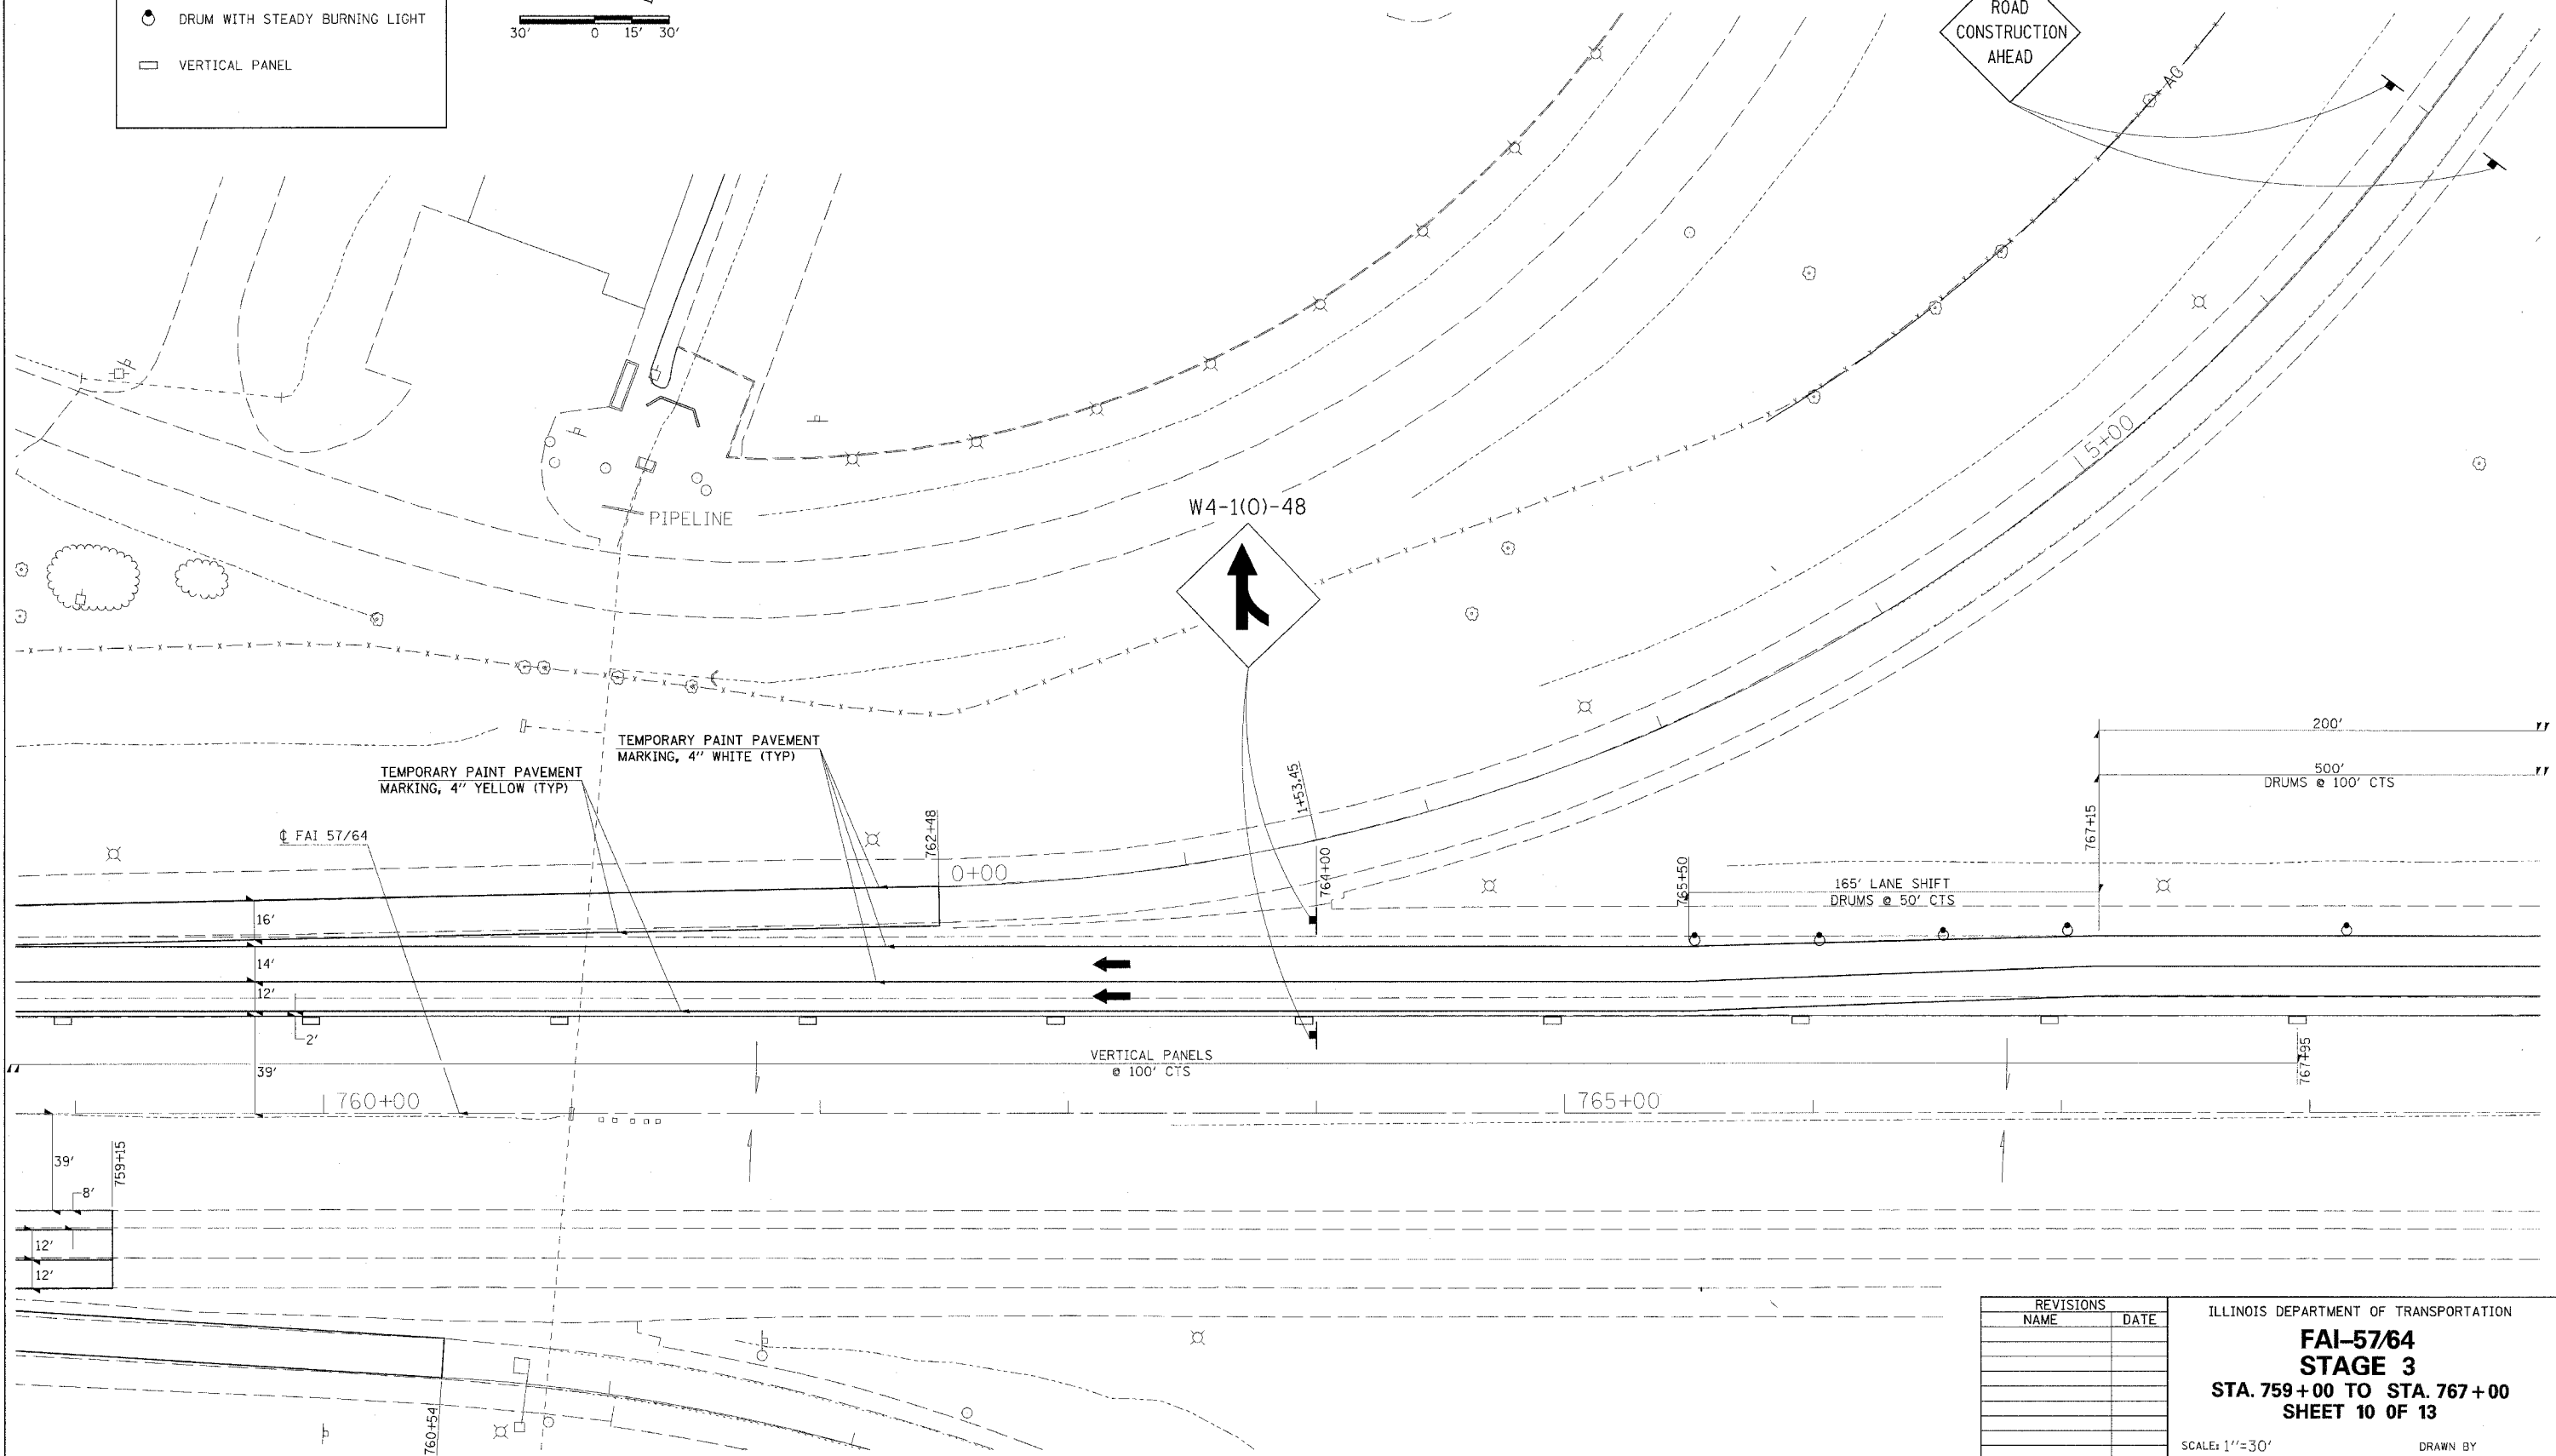 DRUM WITH STEADY BURNING LIGHT
VERTICAL PANEL
30' 0 15' 30'
ROAD
CONSTRUCTION
AHEAD
AG
15+00
PIPELINE
W4-1(O)-48
TEMPORARY PAINT PAVEMENT
MARKING, 4" WHITE (TYP)
TEMPORARY PAINT PAVEMENT
MARKING, 4" YELLOW (TYP)
℄ FAI 57/64
762+48
0+00
1+53.45
764+00
765+50
767+15
200'
500'
DRUMS @ 100' CTS
165' LANE SHIFT
DRUMS @ 50' CTS
16'
14'
12'
2'
39'
VERTICAL PANELS
@ 100' CTS
767+95
760+00
765+00
39'
759+15
8'
12'
12'
760+54
REVISIONS
NAME DATE
ILLINOIS DEPARTMENT OF TRANSPORTATION
FAI-57/64
STAGE 3
STA. 759+00 TO STA. 767+00
SHEET 10 OF 13
SCALE: 1"=30' DRAWN BY